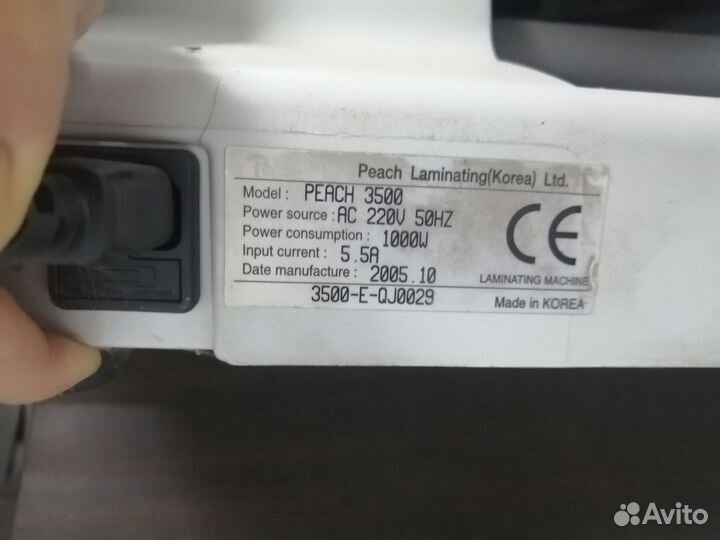 Peach Laminating(Korea) Ltd.
Model : PEACH 3500
Power source : AC 220V 50HZ
Power consumption : 1000W
Input current : 5.5A
Date manufacture : 2005.10
3500-E-QJ0029
CE
LAMINATING MACHINE
Made in KOREA
Avito